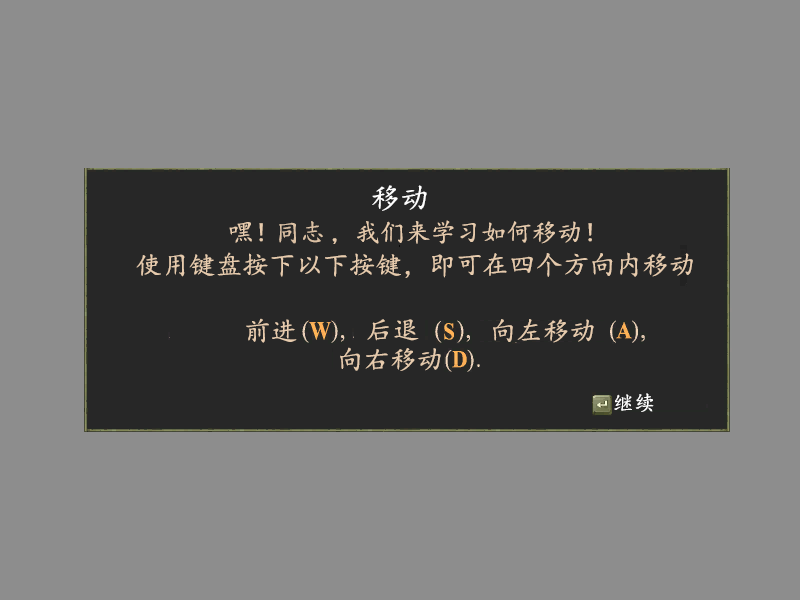 移动
嘿！同志，我们来学习如何移动！
使用键盘按下以下按键，即可在四个方向内移动
前进(W)，后退 (S)，向左移动 (A)，
向右移动(D).
继续